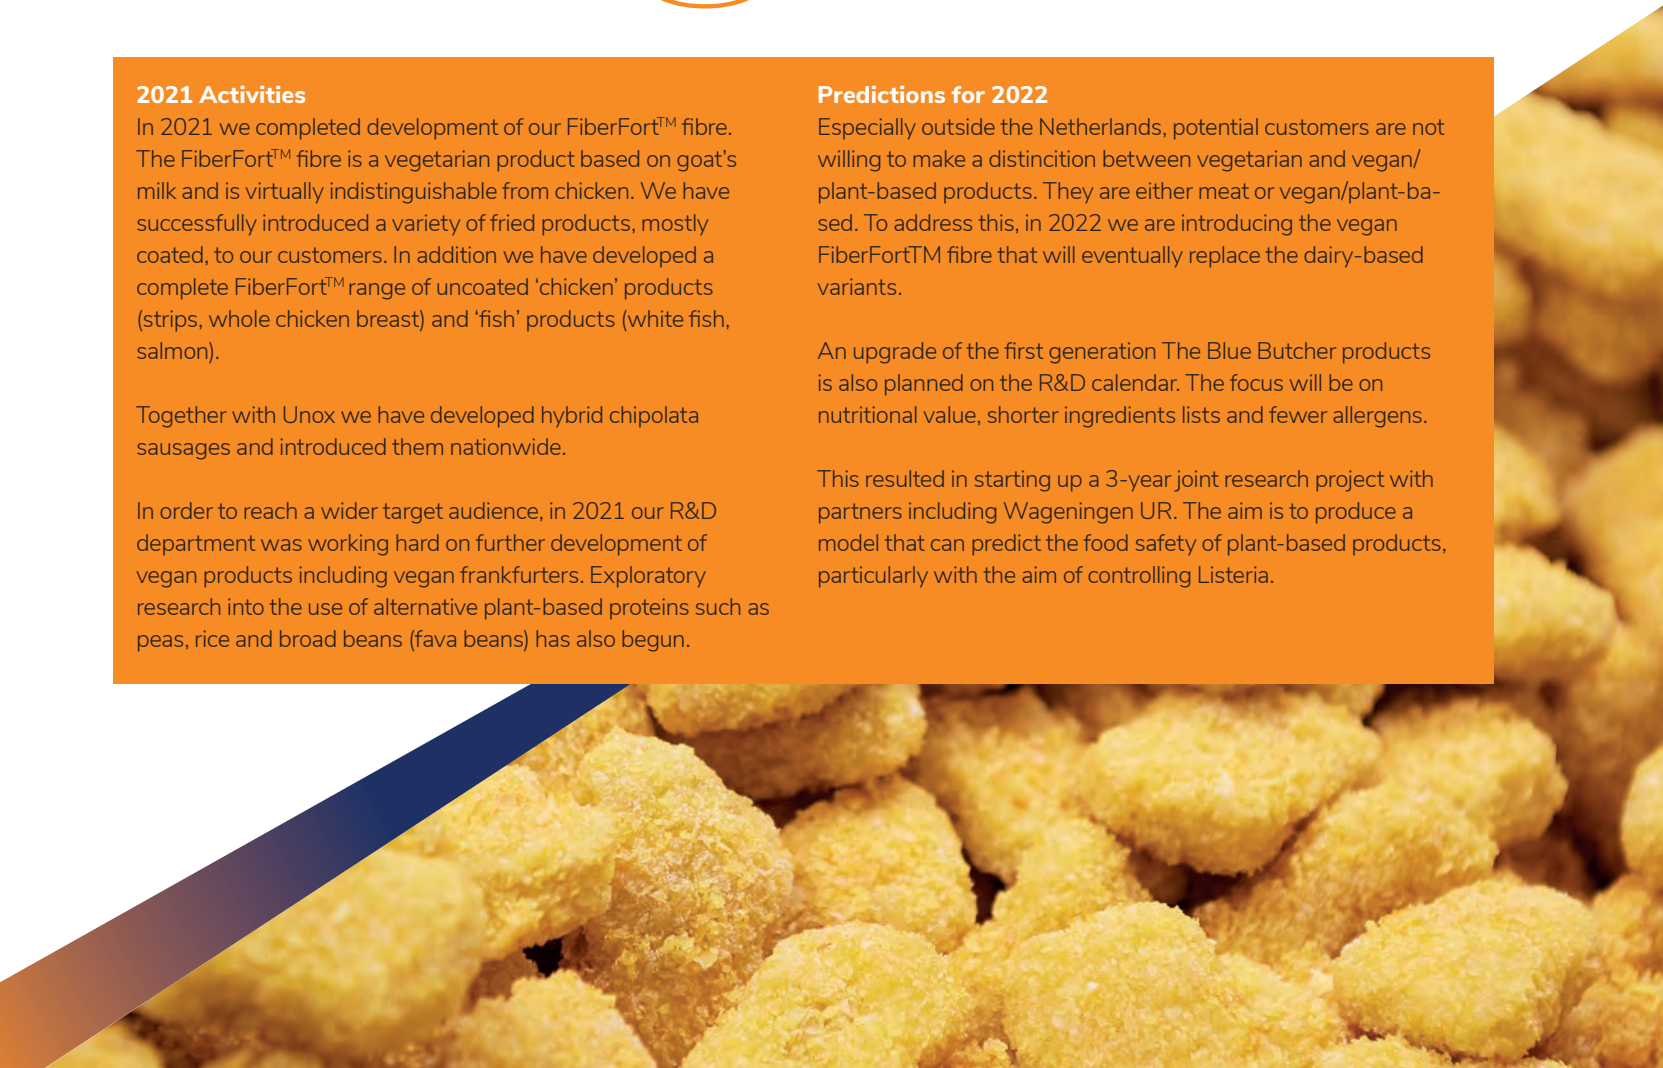 2021 Activities
In 2021 we completed development of our FiberFort™ fibre.
The FiberFort™ fibre is a vegetarian product based on goat’s
milk and is virtually indistinguishable from chicken. We have
successfully introduced a variety of fried products, mostly
coated, to our customers. In addition we have developed a
complete FiberFort™ range of uncoated ‘chicken’ products
(strips, whole chicken breast) and ‘fish’ products (white fish,
salmon).
Together with Unox we have developed hybrid chipolata
sausages and introduced them nationwide.
In order to reach a wider target audience, in 2021 our R&D
department was working hard on further development of
vegan products including vegan frankfurters. Exploratory
research into the use of alternative plant-based proteins such as
peas, rice and broad beans (fava beans) has also begun.
Predictions for 2022
Especially outside the Netherlands, potential customers are not
willing to make a distincition between vegetarian and vegan/
plant-based products. They are either meat or vegan/plant-ba-
sed. To address this, in 2022 we are introducing the vegan
FiberFortTM fibre that will eventually replace the dairy-based
variants.
An upgrade of the first generation The Blue Butcher products
is also planned on the R&D calendar. The focus will be on
nutritional value, shorter ingredients lists and fewer allergens.
This resulted in starting up a 3-year joint research project with
partners including Wageningen UR. The aim is to produce a
model that can predict the food safety of plant-based products,
particularly with the aim of controlling Listeria.